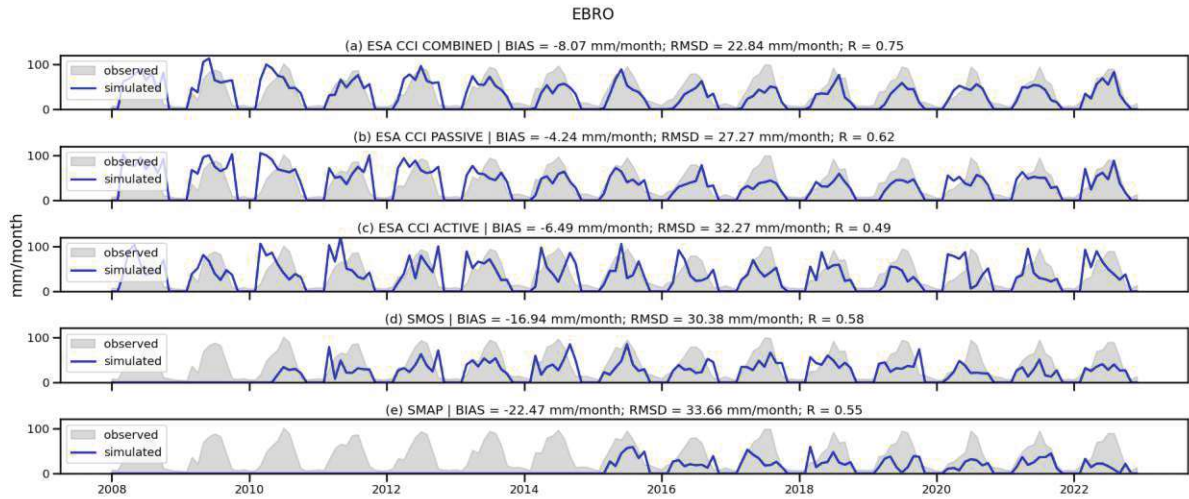 EBRO
(a) ESA CCI COMBINED | BIAS = -8.07 mm/month; RMSD = 22.84 mm/month; R = 0.75
100
0
observed
simulated
(b) ESA CCI PASSIVE | BIAS = -4.24 mm/month; RMSD = 27.27 mm/month; R = 0.62
100
0
observed
simulated
mm/month
(c) ESA CCI ACTIVE | BIAS = -6.49 mm/month; RMSD = 32.27 mm/month; R = 0.49
100
0
observed
simulated
(d) SMOS | BIAS = -16.94 mm/month; RMSD = 30.38 mm/month; R = 0.58
100
0
observed
simulated
(e) SMAP | BIAS = -22.47 mm/month; RMSD = 33.66 mm/month; R = 0.55
100
0
observed
simulated
2008 2010 2012 2014 2016 2018 2020 2022